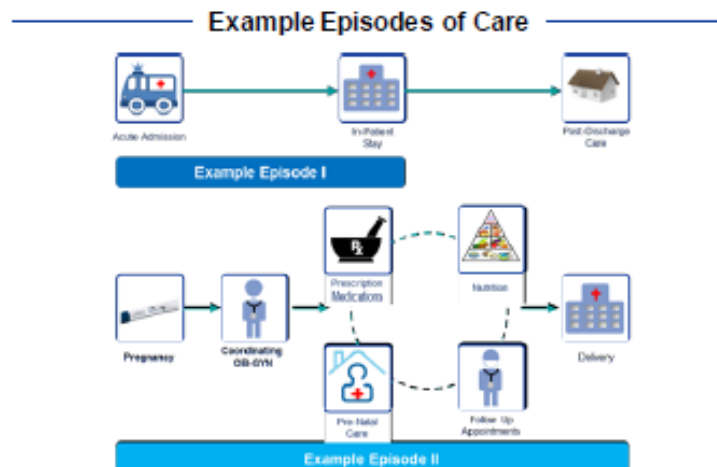 Example Episodes of Care
Acute Admission
In-Patient
Stay
Post-Discharge
Care
Example Episode I
Prescription
Medications
Nutrition
Pregnancy
Coordinating
OB-GYN
Delivery
Pre-Natal
Care
Follow Up
Appointments
Example Episode II